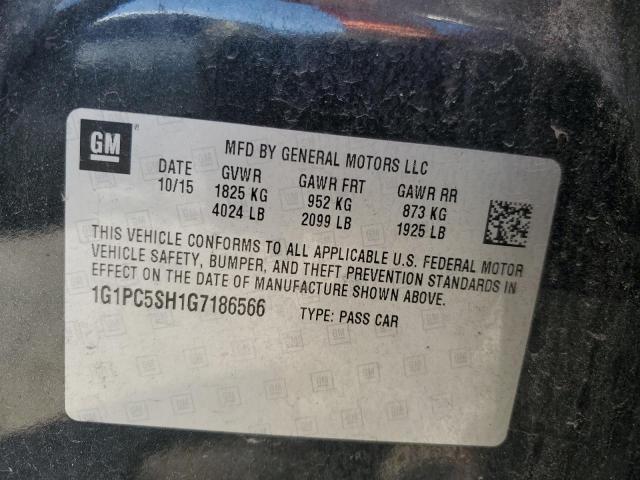 GM
MFD BY GENERAL MOTORS LLC
DATE GVWR GAWR FRT GAWR RR
10/15 1825 KG 952 KG 873 KG
4024 LB 2099 LB 1925 LB
THIS VEHICLE CONFORMS TO ALL APPLICABLE U.S. FEDERAL MOTOR
VEHICLE SAFETY, BUMPER, AND THEFT PREVENTION STANDARDS IN
EFFECT ON THE DATE OF MANUFACTURE SHOWN ABOVE.
1G1PC5SH1G7186566 TYPE: PASS CAR